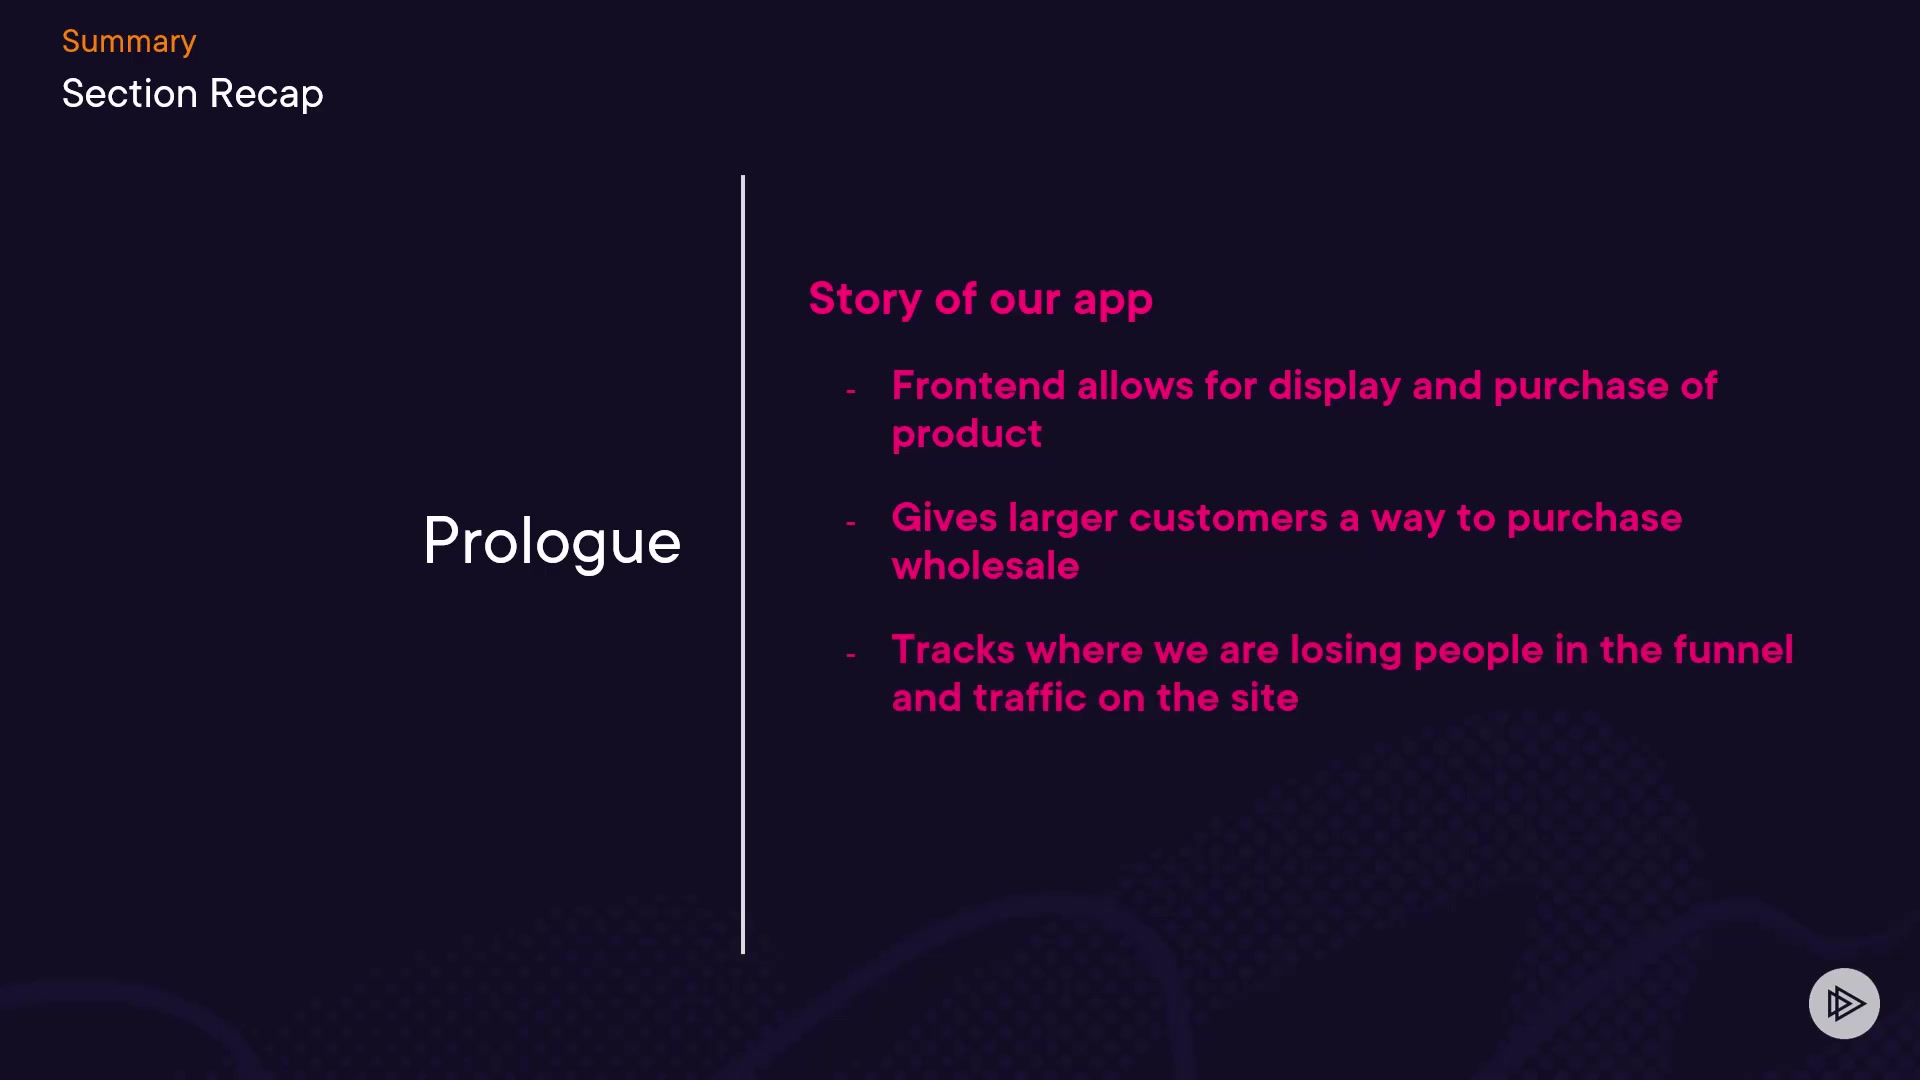 Summary
Section Recap
Prologue
Story of our app
- Frontend allows for display and purchase of
product
- Gives larger customers a way to purchase
wholesale
- Tracks where we are losing people in the funnel
and traffic on the site